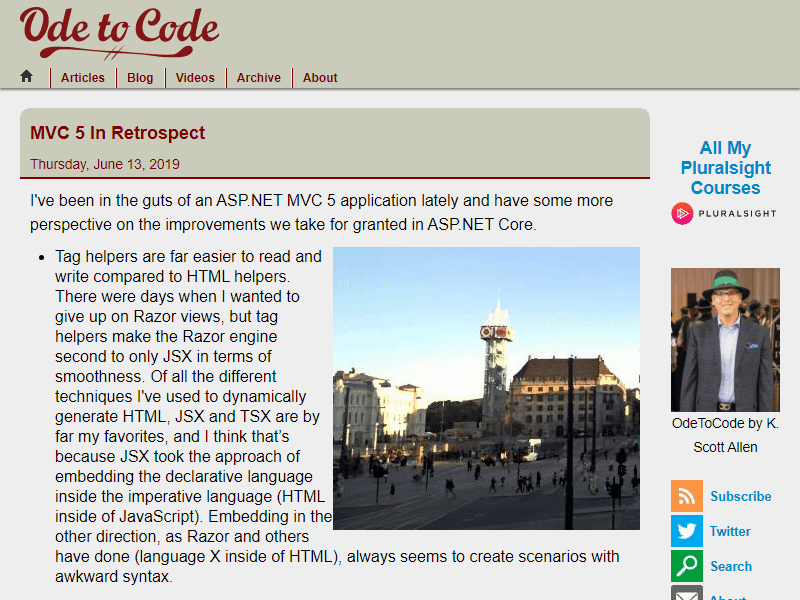 Ode to Code
Articles
Blog
Videos
Archive
About
MVC 5 In Retrospect
Thursday, June 13, 2019
I've been in the guts of an ASP.NET MVC 5 application lately and have some more
perspective on the improvements we take for granted in ASP.NET Core.
• Tag helpers are far easier to read and
write compared to HTML helpers.
There were days when I wanted to
give up on Razor views, but tag
helpers make the Razor engine
second to only JSX in terms of
smoothness. Of all the different
techniques I've used to dynamically
generate HTML, JSX and TSX are by
far my favorites, and I think that's
because JSX took the approach of
embedding the declarative language
inside the imperative language (HTML
inside of JavaScript). Embedding in the
other direction, as Razor and others
have done (language X inside of HTML), always seems to create scenarios with
awkward syntax.
All My
Pluralsight
Courses
PLURALSIGHT
OdeToCode by K.
Scott Allen
Subscribe
Twitter
Search
About